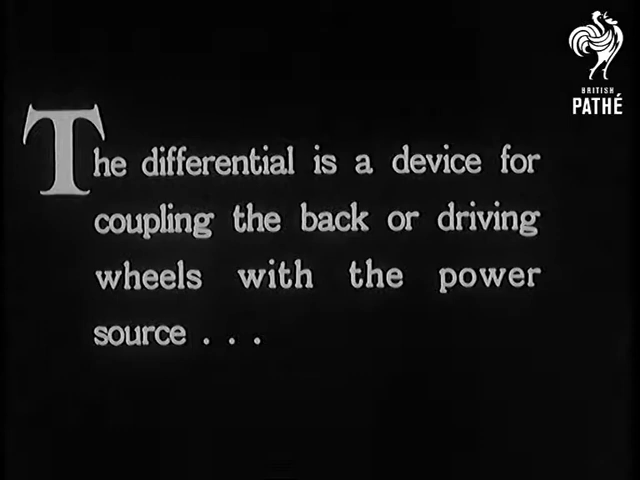 BRITISH
PATHÉ
The differential is a device for
coupling the back or driving
wheels with the power
source . . .